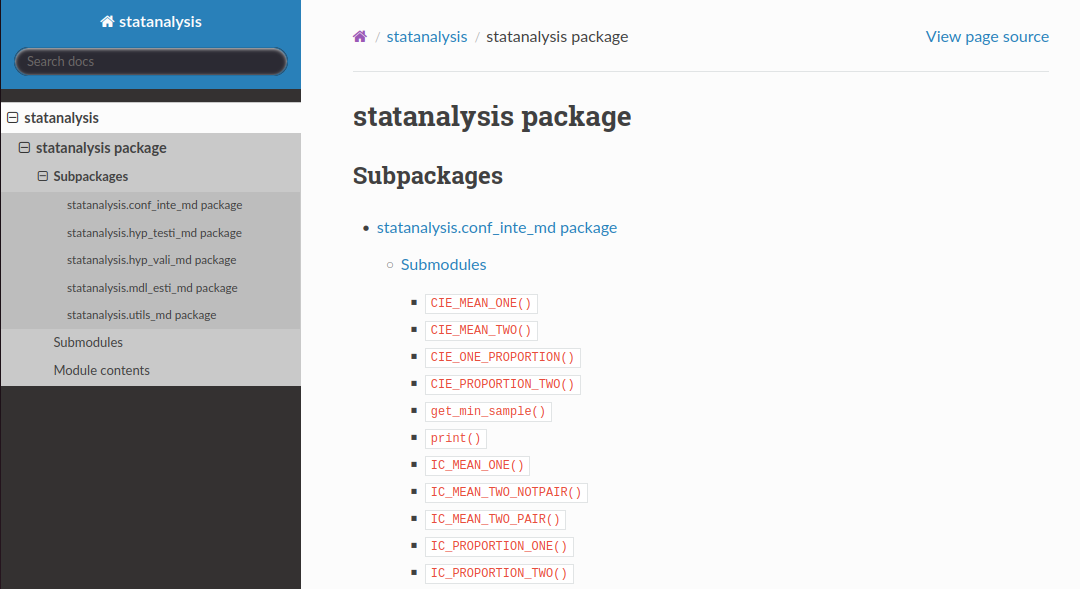 statanalysis
Search docs
statanalysis
statanalysis package
Subpackages
statanalysis.conf_inte_md package
statanalysis.hyp_testi_md package
statanalysis.hyp_vali_md package
statanalysis.mdl_esti_md package
statanalysis.utils_md package
Submodules
Module contents
/ statanalysis / statanalysis package
View page source
statanalysis package
Subpackages
• statanalysis.conf_inte_md package
○ Submodules
▪ CIE_MEAN_ONE()
▪ CIE_MEAN_TWO()
▪ CIE_ONE_PROPORTION()
▪ CIE_PROPORTION_TWO()
▪ get_min_sample()
▪ print()
▪ IC_MEAN_ONE()
▪ IC_MEAN_TWO_NOTPAIR()
▪ IC_MEAN_TWO_PAIR()
▪ IC_PROPORTION_ONE()
▪ IC_PROPORTION_TWO()